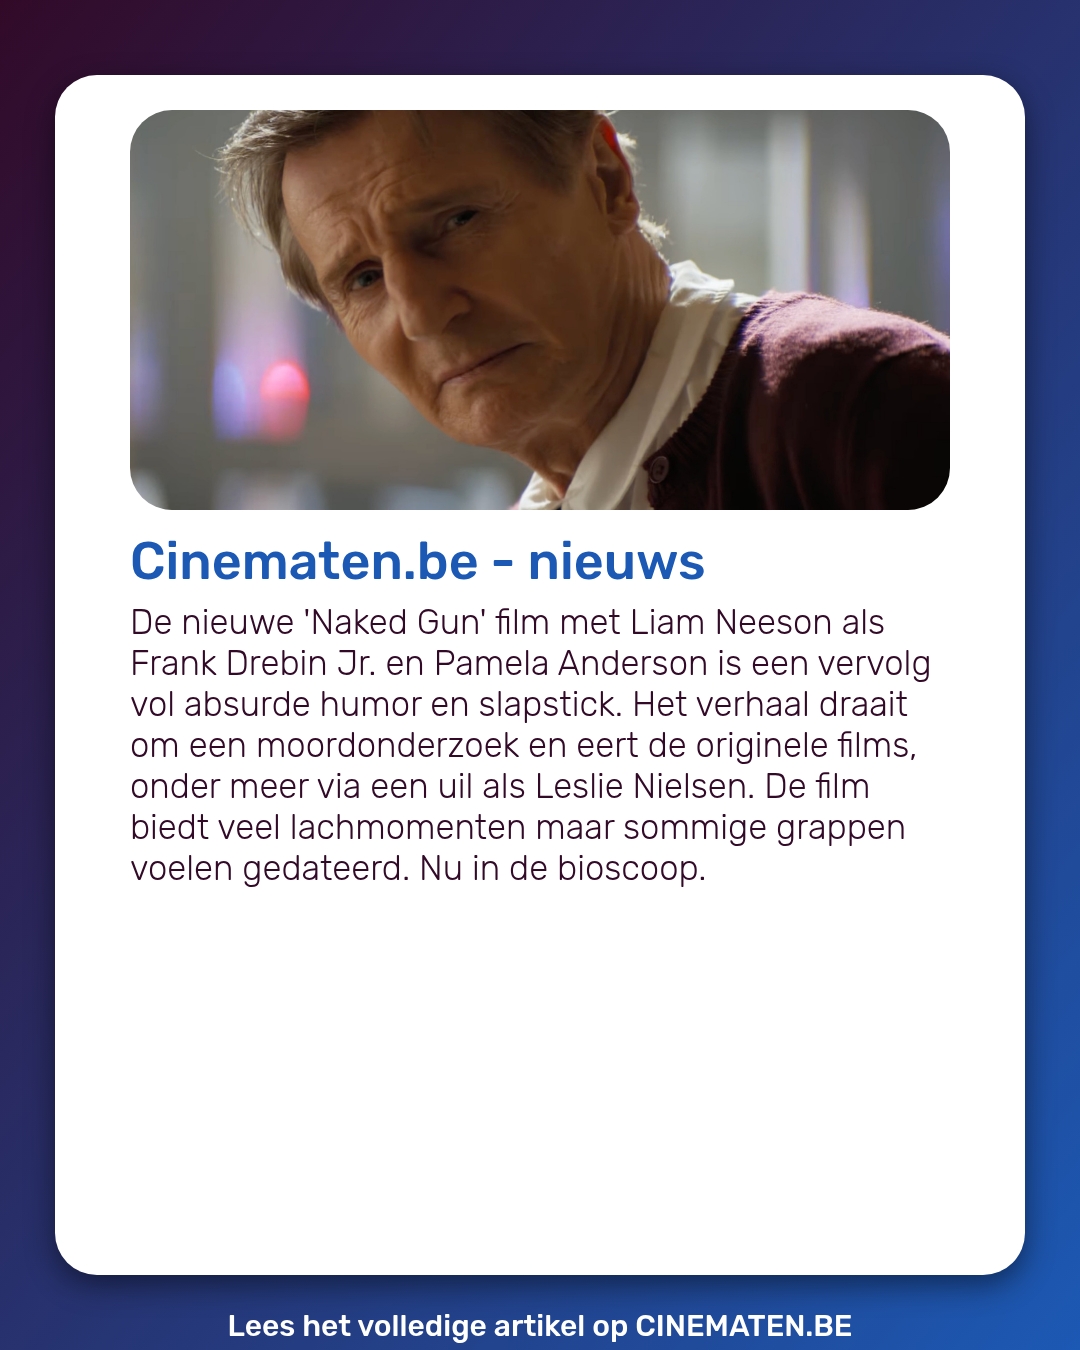 Cinematen.be - nieuws
De nieuwe 'Naked Gun' film met Liam Neeson als
Frank Drebin Jr. en Pamela Anderson is een vervolg
vol absurde humor en slapstick. Het verhaal draait
om een moordonderzoek en eert de originele films,
onder meer via een uil als Leslie Nielsen. De film
biedt veel lachmomenten maar sommige grappen
voelen gedateerd. Nu in de bioscoop.
Lees het volledige artikel op CINEMATEN.BE